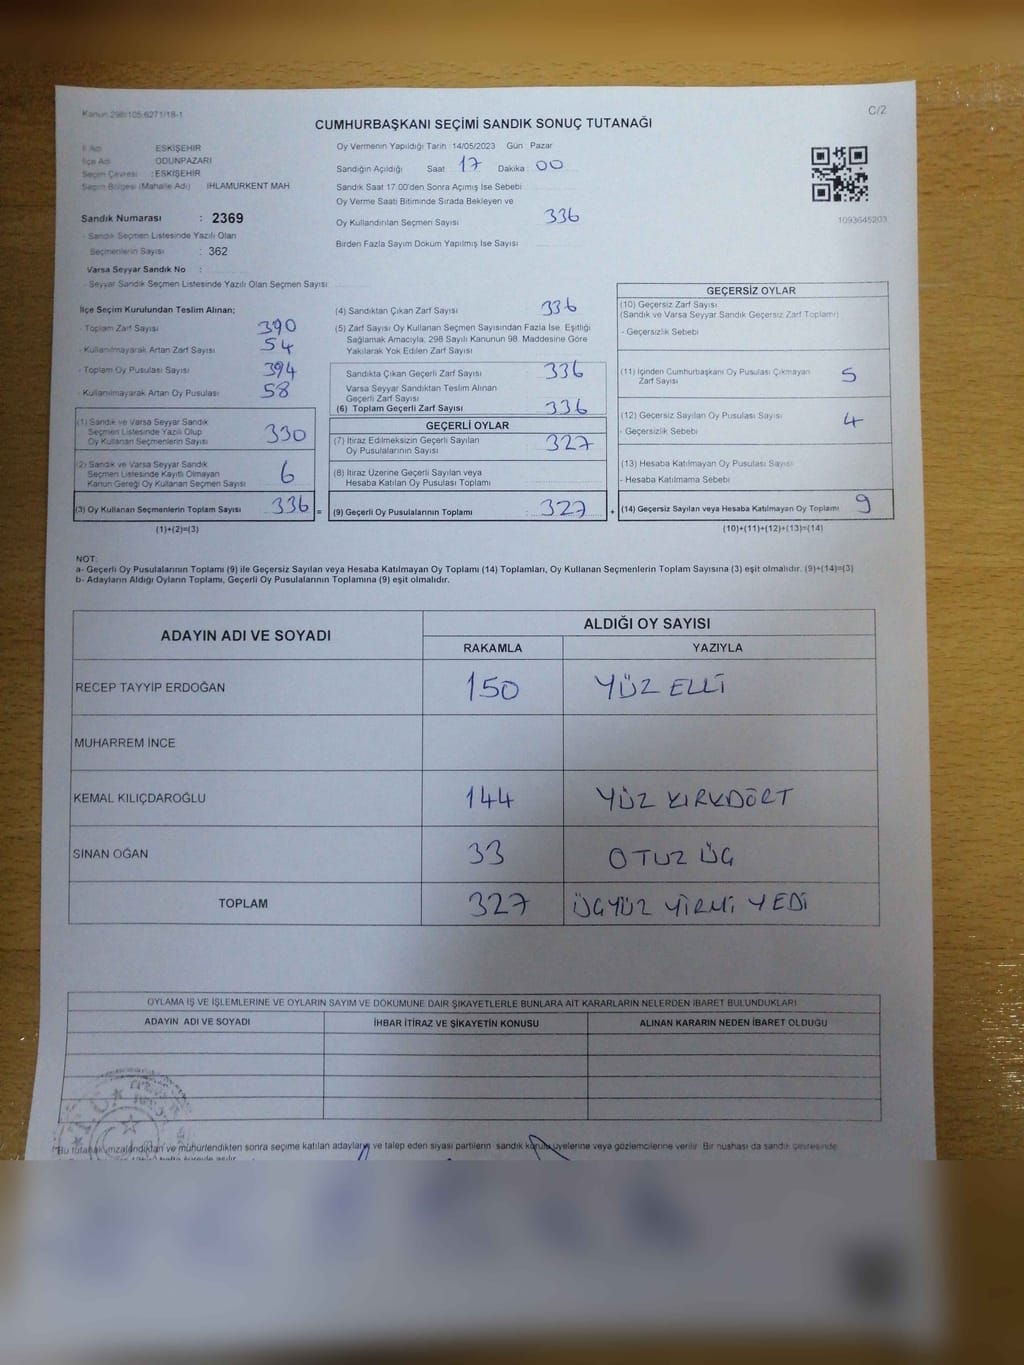 Kanun 298/105 6271/18-1
C/2
CUMHURBAŞKANI SEÇİMİ SANDIK SONUÇ TUTANAĞI
İl Adı ESKİŞEHİR
İlçe Adı ODUNPAZARI
Seçim Çevresi :ESKİŞEHİR
Seçim Bölgesi (Mahalle Adı) IHLAMURKENT MAH.
Sandık Numarası : 2369
- Sandık Seçmen Listesinde Yazılı Olan
Seçmenlerin Sayısı : 362
Varsa Seyyar Sandık No :
- Seyyar Sandık Seçmen Listesinde Yazılı Olan Seçmen Sayısı:
Oy Vermenin Yapıldığı Tarih 14/05/2023 Gün Pazar
Sandığın Açıldığı Saat 17 Dakika : 00
Sandık Saat 17.00'den Sonra Açımış İse Sebebi
Oy Verme Saati Bitiminde Sırada Bekleyen ve
Oy Kullandırılan Seçmen Sayısı 336
Birden Fazla Sayım Döküm Yapılmış İse Sayısı
1093645203
İlçe Seçim Kurulundan Teslim Alınan;
- Toplam Zarf Sayısı 390
- Kullanılmayarak Artan Zarf Sayısı 54
- Toplam Oy Pusulası Sayısı 394
- Kullanılmayarak Artan Oy Pusulası 58
(1) Sandık ve Varsa Seyyar Sandık
Seçmen Listesinde Yazılı Olup
Oy Kullanan Seçmenlerin Sayısı 330
(2) Sandık ve Varsa Seyyar Sandık
Seçmen Listesinde Kayıtlı Olmayan
Kanun Gereği Oy Kullanan Seçmen Sayısı 6
(3) Oy Kullanan Seçmenlerin Toplam Sayısı 336 =
(1)+(2)=(3)
(4) Sandıktan Çıkan Zarf Sayısı 336
(5) Zarf Sayısı Oy Kullanan Seçmen Sayısından Fazla İse, Eşitliği
Sağlamak Amacıyla, 298 Sayılı Kanunun 98. Maddesine Göre
Yakılarak Yok Edilen Zarf Sayısı
Sandıkta Çıkan Geçerli Zarf Sayısı 336
Varsa Seyyar Sandıktan Teslim Alınan
Geçerli Zarf Sayısı
(6) Toplam Geçerli Zarf Sayısı 336
GEÇERLİ OYLAR
(7) İtiraz Edilmeksizin Geçerli Sayılan
Oy Pusulalarının Sayısı 327
(8) İtiraz Üzerine Geçerli Sayılan veya
Hesaba Katılan Oy Pusulası Toplamı
(9) Geçerli Oy Pusulalarının Toplamı : 327 +
GEÇERSİZ OYLAR
(10) Geçersiz Zarf Sayısı
(Sandık ve Varsa Seyyar Sandık Geçersiz Zarf Toplamı)
- Geçersizlik Sebebi
(11) İçinden Cumhurbaşkanı Oy Pusulası Çıkmayan
Zarf Sayısı 5
(12) Geçersiz Sayılan Oy Pusulası Sayısı 4
- Geçersizlik Sebebi
(13) Hesaba Katılmayan Oy Pusulası Sayısı
- Hesaba Katılmama Sebebi
(14) Geçersiz Sayılan veya Hesaba Katılmayan Oy Toplamı 9
(10)+(11)+(12)+(13)=(14)
NOT:
a- Geçerli Oy Pusulalarının Toplamı (9) ile Geçersiz Sayılan veya Hesaba Katılmayan Oy Toplamı (14) Toplamları, Oy Kullanan Seçmenlerin Toplam Sayısına (3) eşit olmalıdır. (9)+(14)=(3)
b- Adayların Aldığı Oyların Toplamı, Geçerli Oy Pusulalarının Toplamına (9) eşit olmalıdır.
ADAYIN ADI VE SOYADI
ALDIĞI OY SAYISI
RAKAMLA YAZIYLA
RECEP TAYYİP ERDOĞAN 150 YÜZ ELLİ
MUHARREM İNCE
KEMAL KILIÇDAROĞLU 144 YÜZ KIRKDÖRT
SİNAN OĞAN 33 OTUZ ÜÇ
TOPLAM 327 ÜÇYÜZ YİRMİ YEDİ
OYLAMA İŞ VE İŞLEMLERİNE VE OYLARIN SAYIM VE DÖKÜMÜNE DAİR ŞİKAYETLERLE BUNLARA AİT KARARLARIN NELERDEN İBARET BULUNDUKLARI
ADAYIN ADI VE SOYADI İHBAR İTİRAZ VE ŞİKAYETİN KONUSU ALINAN KARARIN NEDEN İBARET OLDUĞU
T.C.
"Bu tutanak imzalandıktan ve mühürlendikten sonra seçime katılan adayların ve talep eden siyasi partilerin sandık kurulu üyelerine veya gözlemcilerine verilir. Bir nüshası da sandık çevresinde